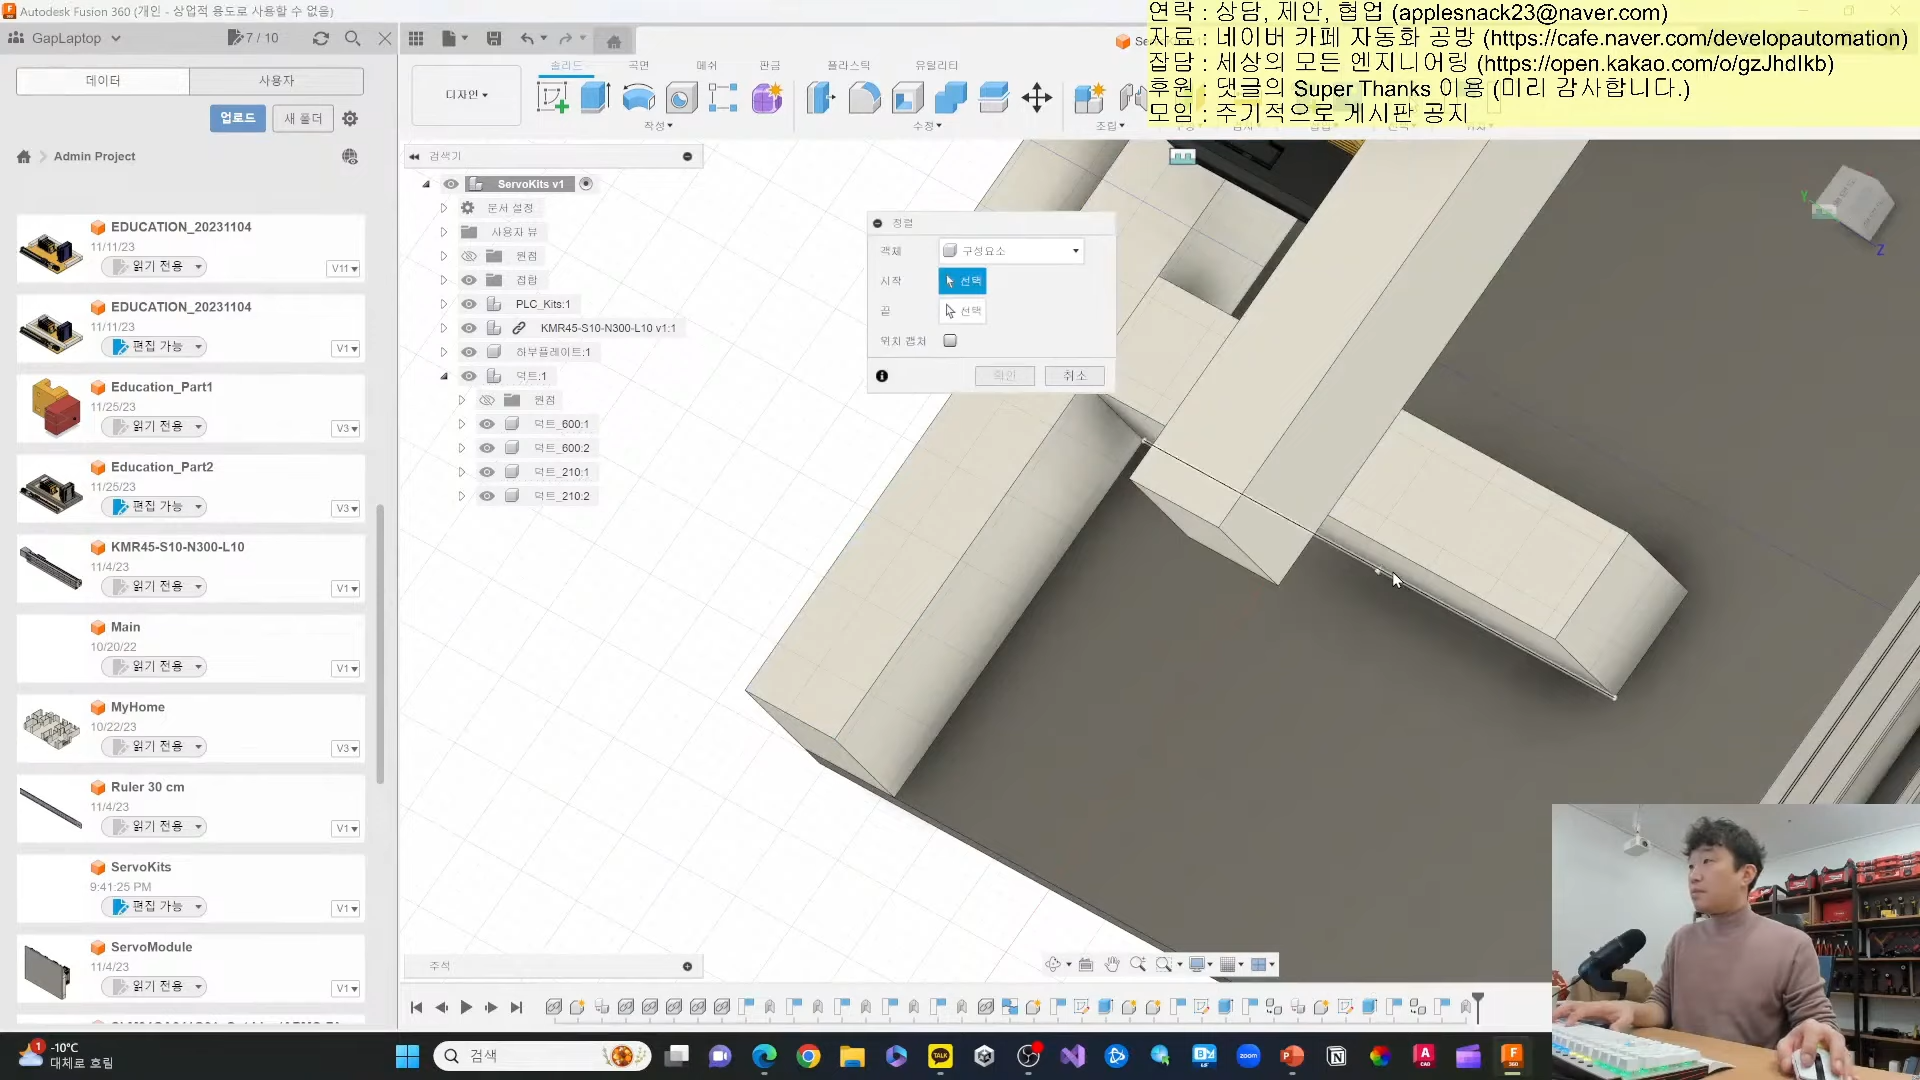 Autodesk Fusion 360 (개인 - 상업적 용도로 사용할 수 없음)
연락 : 상담, 제안, 협업 (applesnack23@naver.com)
자료 : 네이버 카페 자동화 공방 (https://cafe.naver.com/developautomation)
잡담 : 세상의 모든 엔지니어링 (https://open.kakao.com/o/gzJhdIkb)
후원 : 댓글의 Super Thanks 이용 (미리 감사합니다.)
모임 : 주기적으로 게시판 공지
GapLaptop
7 / 10
데이터
사용자
업로드
새 폴더
Admin Project
EDUCATION_20231104
11/11/23
읽기 전용
V11
EDUCATION_20231104
11/11/23
편집 가능
V1
Education_Part1
11/25/23
읽기 전용
V3
Education_Part2
11/25/23
편집 가능
V3
KMR45-S10-N300-L10
11/4/23
읽기 전용
V1
Main
10/20/22
읽기 전용
V1
MyHome
10/22/23
읽기 전용
V3
Ruler 30 cm
11/4/23
읽기 전용
V1
ServoKits
9:41:25 PM
편집 가능
V1
ServoModule
11/4/23
읽기 전용
V1
디자인
솔리드
곡면
메쉬
판금
플라스틱
유틸리티
작성
수정
조립
검색기
ServoKits v1
문서 설정
사용자 뷰
원점
접합
PLC_Kits:1
KMR45-S10-N300-L10 v1:1
하부플레이트:1
덕트:1
원점
덕트_600:1
덕트_600:2
덕트_210:1
덕트_210:2
정렬
객체
구성요소
시작
선택
끝
선택
위치 캡쳐
확인
취소
Y
Z
주석
1
-10°C
대체로 흐림
검색
TALK
zoom